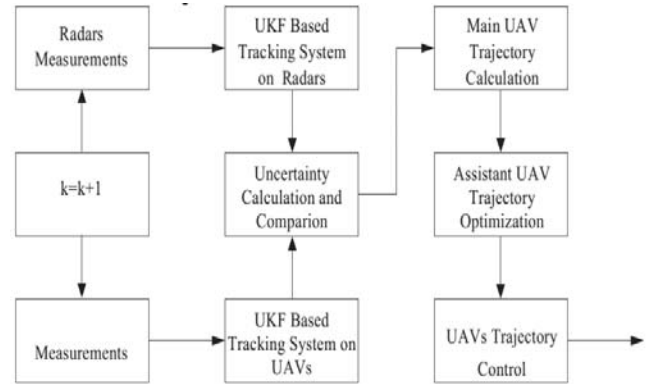 Radars
Measurements
UKF Based
Tracking System
on Radars
Main UAV
Trajectory
Calculation
k=k+1
Uncertainty
Calculation and
Comparion
Assistant UAV
Trajectory
Optimization
Measurements
UKF Based
Tracking System on
UAVs
UAVs Trajectory
Control